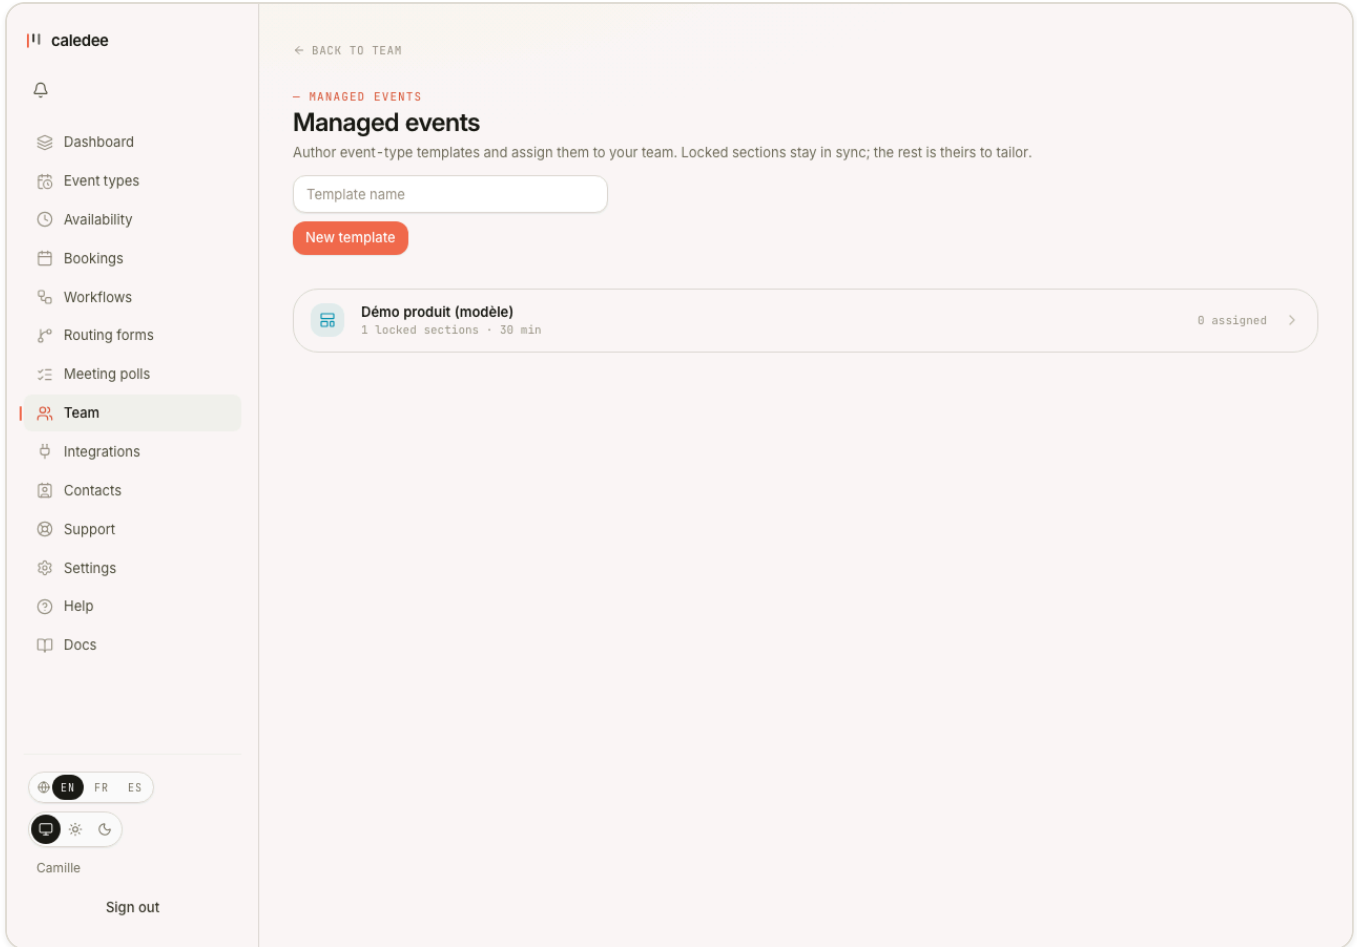 caledee
Dashboard
Event types
Availability
Bookings
Workflows
Routing forms
Meeting polls
Team
Integrations
Contacts
Support
Settings
Help
Docs
EN FR ES
Camille
Sign out
← BACK TO TEAM
— MANAGED EVENTS
Managed events
Author event-type templates and assign them to your team. Locked sections stay in sync; the rest is theirs to tailor.
Template name
New template
Démo produit (modèle)
1 locked sections · 30 min
0 assigned